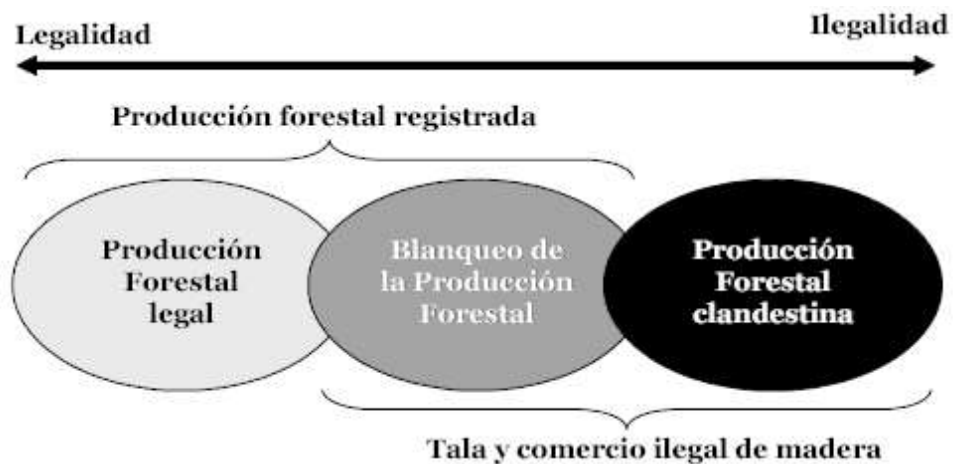 Legalidad
Ilegalidad
Producción forestal registrada
Producción
Forestal
legal
Blanqueo de
la Producción
Forestal
Producción
Forestal
clandestina
Tala y comercio ilegal de madera